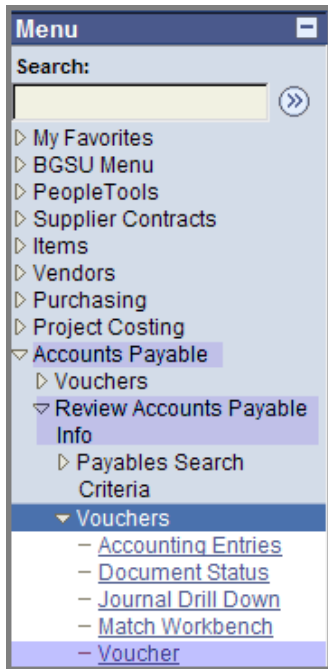 Menu
Search:
My Favorites
BGSU Menu
PeopleTools
Supplier Contracts
Items
Vendors
Purchasing
Project Costing
Accounts Payable
Vouchers
Review Accounts Payable
Info
Payables Search
Criteria
Vouchers
– Accounting Entries
– Document Status
– Journal Drill Down
– Match Workbench
– Voucher